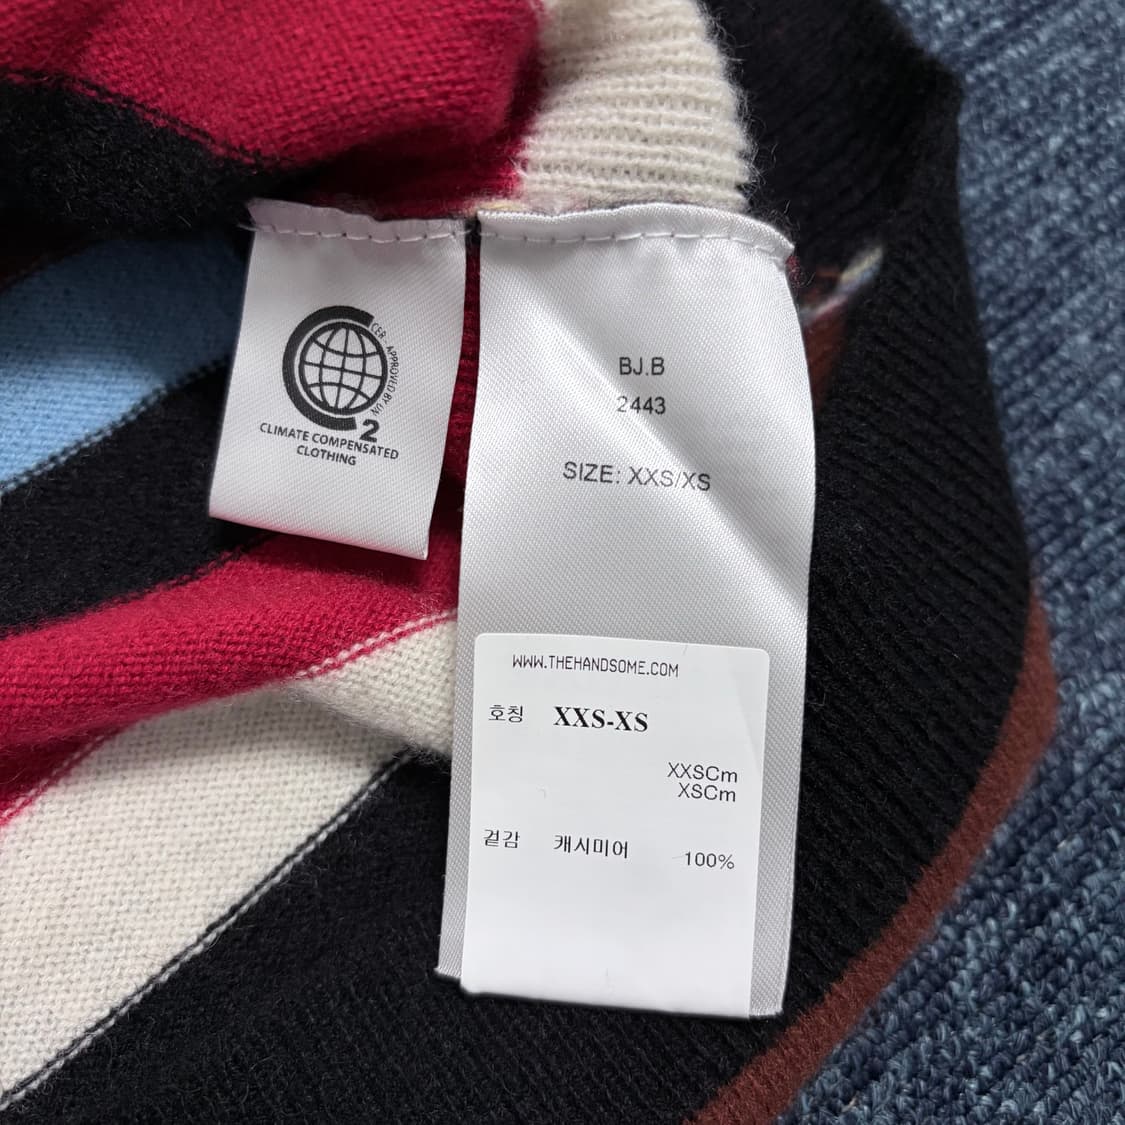 CER - APPROVED BY UN
2
CLIMATE COMPENSATED
CLOTHING
BJ.B
2443
SIZE: XXS/XS
WWW.THEHANDSOME.COM
호칭 XXS-XS
XXSCm
XSCm
겉감 캐시미어 100%